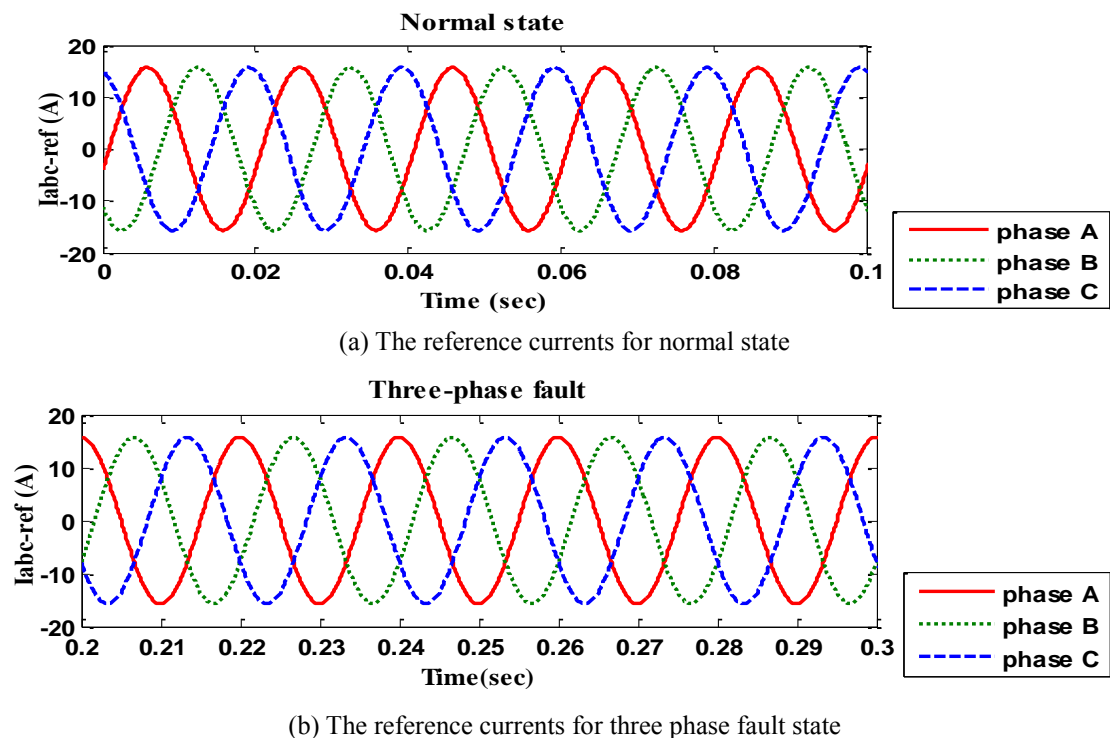 Normal state
20
10
0
-10
-20
Iabc-ref (A)
0 0.02 0.04 0.06 0.08 0.1
Time (sec)
phase A
phase B
phase C
(a) The reference currents for normal state
Three-phase fault
20
10
0
-10
-20
Iabc-ref (A)
0.2 0.21 0.22 0.23 0.24 0.25 0.26 0.27 0.28 0.29 0.3
Time(sec)
phase A
phase B
phase C
(b) The reference currents for three phase fault state